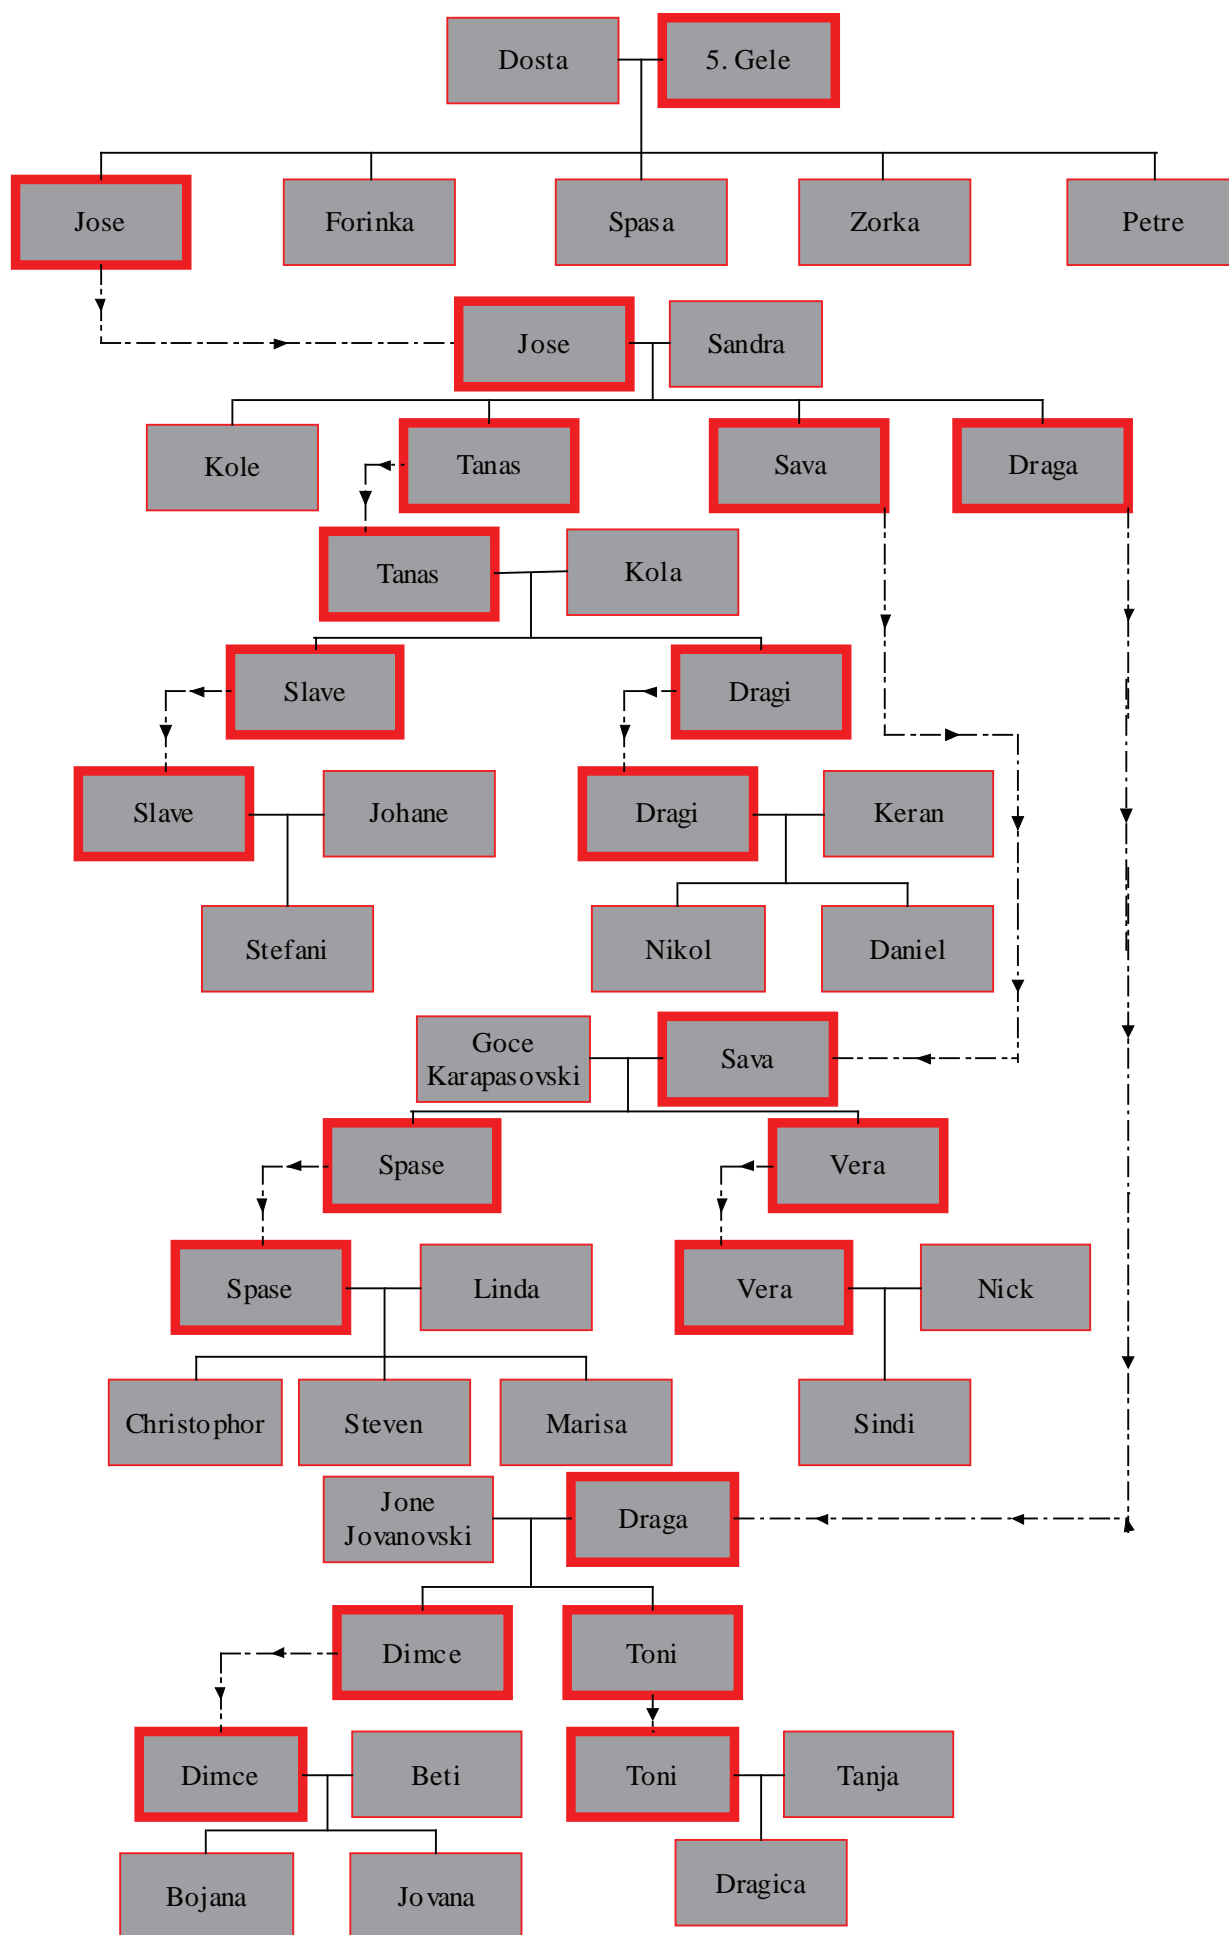 Dosta
5. Gele
Jose
Forinka
Spasa
Zorka
Petre
Jose
Sandra
Kole
Tanas
Sava
Draga
Tanas
Kola
Slave
Dragi
Slave
Johane
Dragi
Keran
Stefani
Nikol
Daniel
Goce
Karapasovski
Sava
Spase
Vera
Spase
Linda
Vera
Nick
Christophor
Steven
Marisa
Sindi
Jone
Jovanovski
Draga
Dimce
Toni
Dimce
Beti
Toni
Tanja
Bojana
Jovana
Dragica